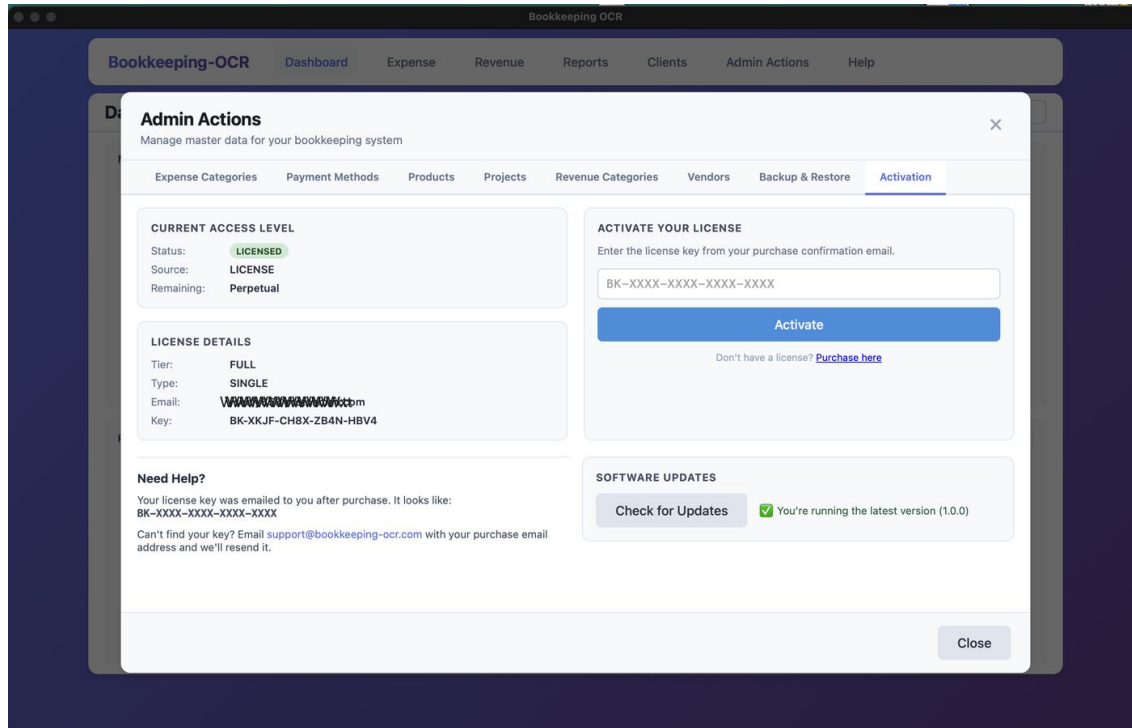 Bookkeeping OCR
Bookkeeping-OCR Dashboard Expense Revenue Reports Clients Admin Actions Help
Admin Actions
Manage master data for your bookkeeping system
Expense Categories Payment Methods Products Projects Revenue Categories Vendors Backup & Restore Activation
CURRENT ACCESS LEVEL
Status: LICENSED
Source: LICENSE
Remaining: Perpetual
ACTIVATE YOUR LICENSE
Enter the license key from your purchase confirmation email.
BK-XXXX-XXXX-XXXX-XXXX
Activate
Don't have a license? Purchase here
LICENSE DETAILS
Tier: FULL
Type: SINGLE
Email:
Key: BK-XKJF-CH8X-ZB4N-HBV4
Need Help?
Your license key was emailed to you after purchase. It looks like:
BK-XXXX-XXXX-XXXX-XXXX
Can't find your key? Email support@bookkeeping-ocr.com with your purchase email
address and we'll resend it.
SOFTWARE UPDATES
Check for Updates ✅ You're running the latest version (1.0.0)
Close